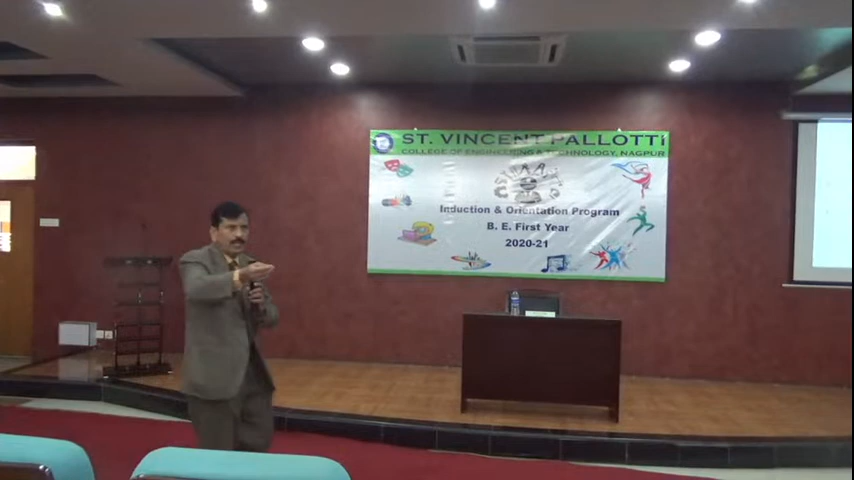 ST. VINCENT PALLOTTI
COLLEGE OF ENGINEERING & TECHNOLOGY, NAGPUR
Induction & Orientation Program
B. E. First Year
2020-21